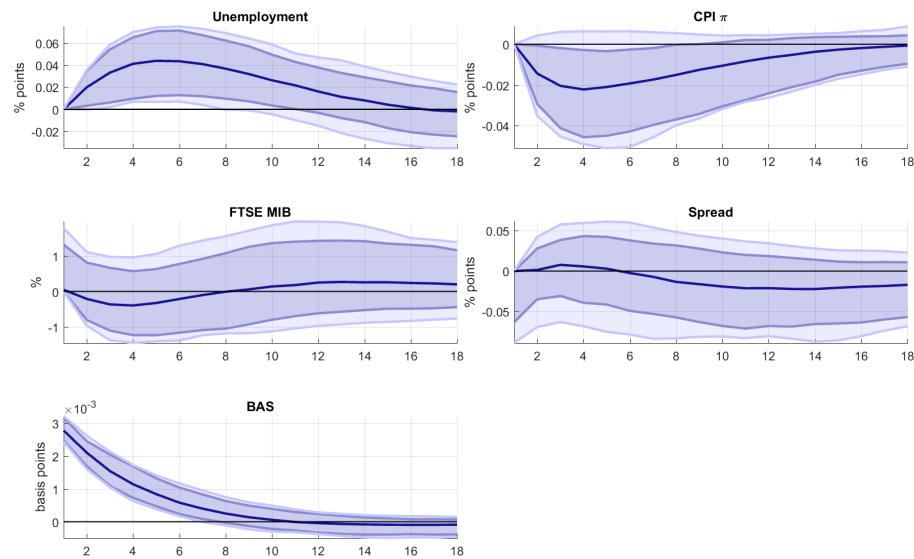 Unemployment
% points
0.06
0.04
0.02
0
-0.02
2 4 6 8 10 12 14 16 18
CPI π
% points
0
-0.02
-0.04
2 4 6 8 10 12 14 16 18
FTSE MIB
%
1
0
-1
2 4 6 8 10 12 14 16 18
Spread
0.05
0
-0.05
2 4 6 8 10 12 14 16 18
BAS
×10⁻³
basis points
3
2
1
0
2 4 6 8 10 12 14 16 18